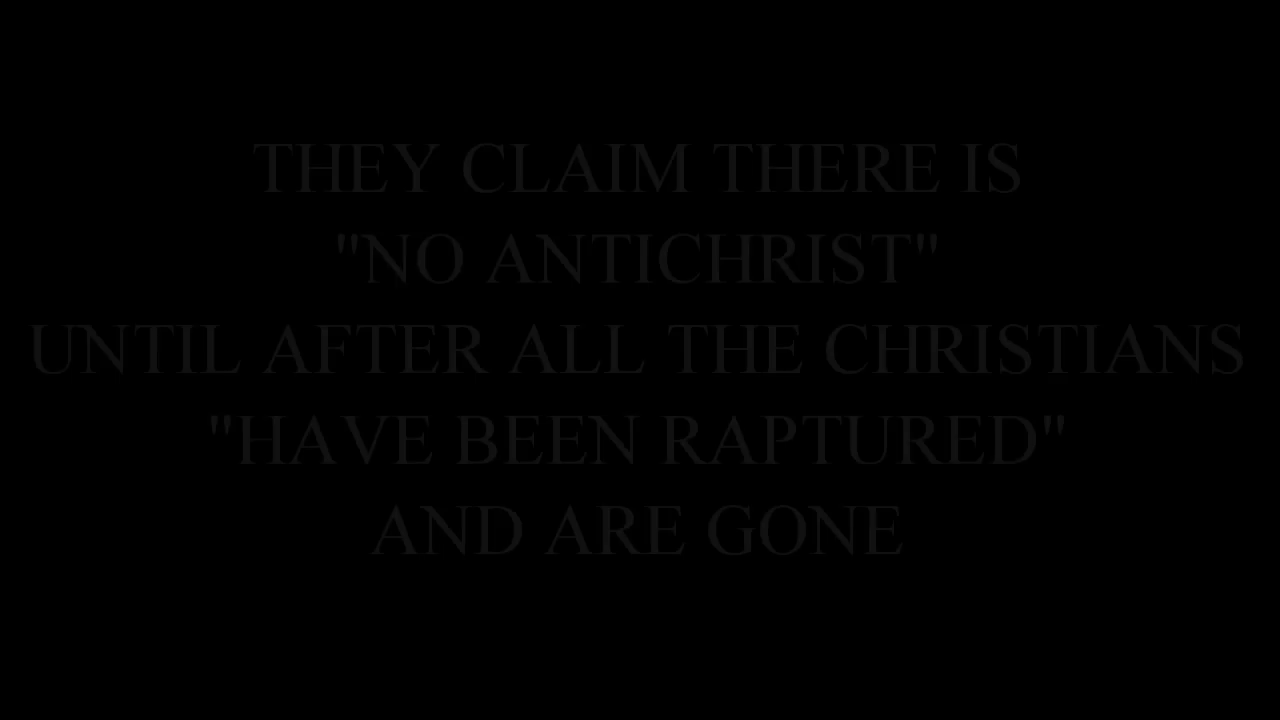 THEY CLAIM THERE IS
"NO ANTICHRIST"
UNTIL AFTER ALL THE CHRISTIANS
"HAVE BEEN RAPTURED"
AND ARE GONE